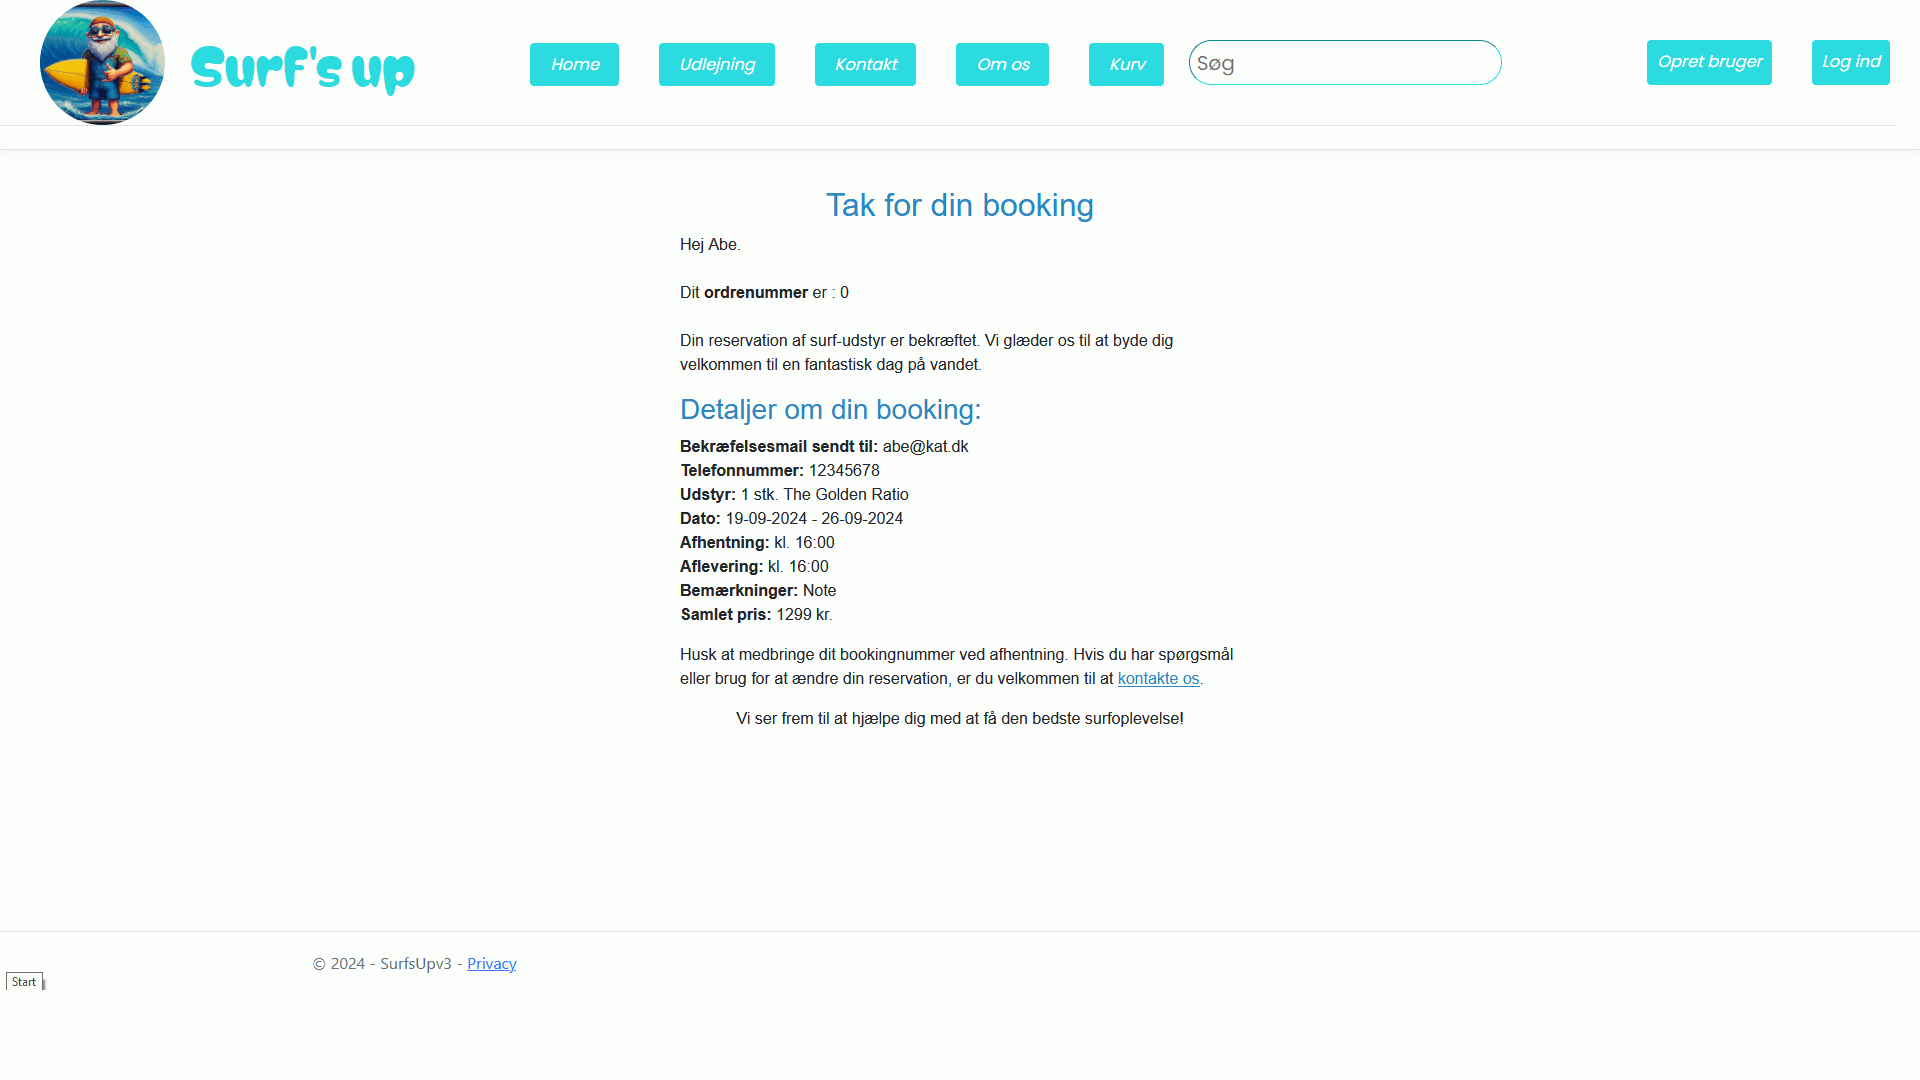 Surf's up
Home
Udlejning
Kontakt
Om os
Kurv
Søg
Opret bruger
Log ind
Tak for din booking
Hej Abe.
Dit ordrenummer er : 0
Din reservation af surf-udstyr er bekræftet. Vi glæder os til at byde dig
velkommen til en fantastisk dag på vandet.
Detaljer om din booking:
Bekræfelsesmail sendt til: abe@kat.dk
Telefonnummer: 12345678
Udstyr: 1 stk. The Golden Ratio
Dato: 19-09-2024 - 26-09-2024
Afhentning: kl. 16:00
Aflevering: kl. 16:00
Bemærkninger: Note
Samlet pris: 1299 kr.
Husk at medbringe dit bookingnummer ved afhentning. Hvis du har spørgsmål
eller brug for at ændre din reservation, er du velkommen til at kontakte os.
Vi ser frem til at hjælpe dig med at få den bedste surfoplevelse!
© 2024 - SurfsUpv3 - Privacy
Start